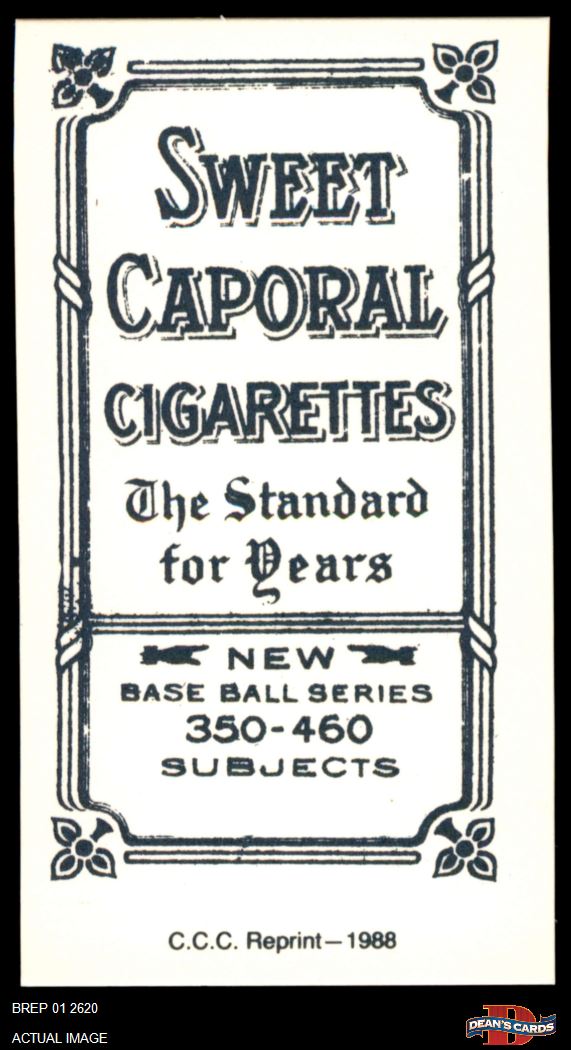 SWEET
CAPORAL
CIGARETTES
The Standard
for Years
NEW
BASE BALL SERIES
350-460
SUBJECTS
C.C.C. Reprint—1988
BREP 01 2620
ACTUAL IMAGE
DEAN'S CARDS